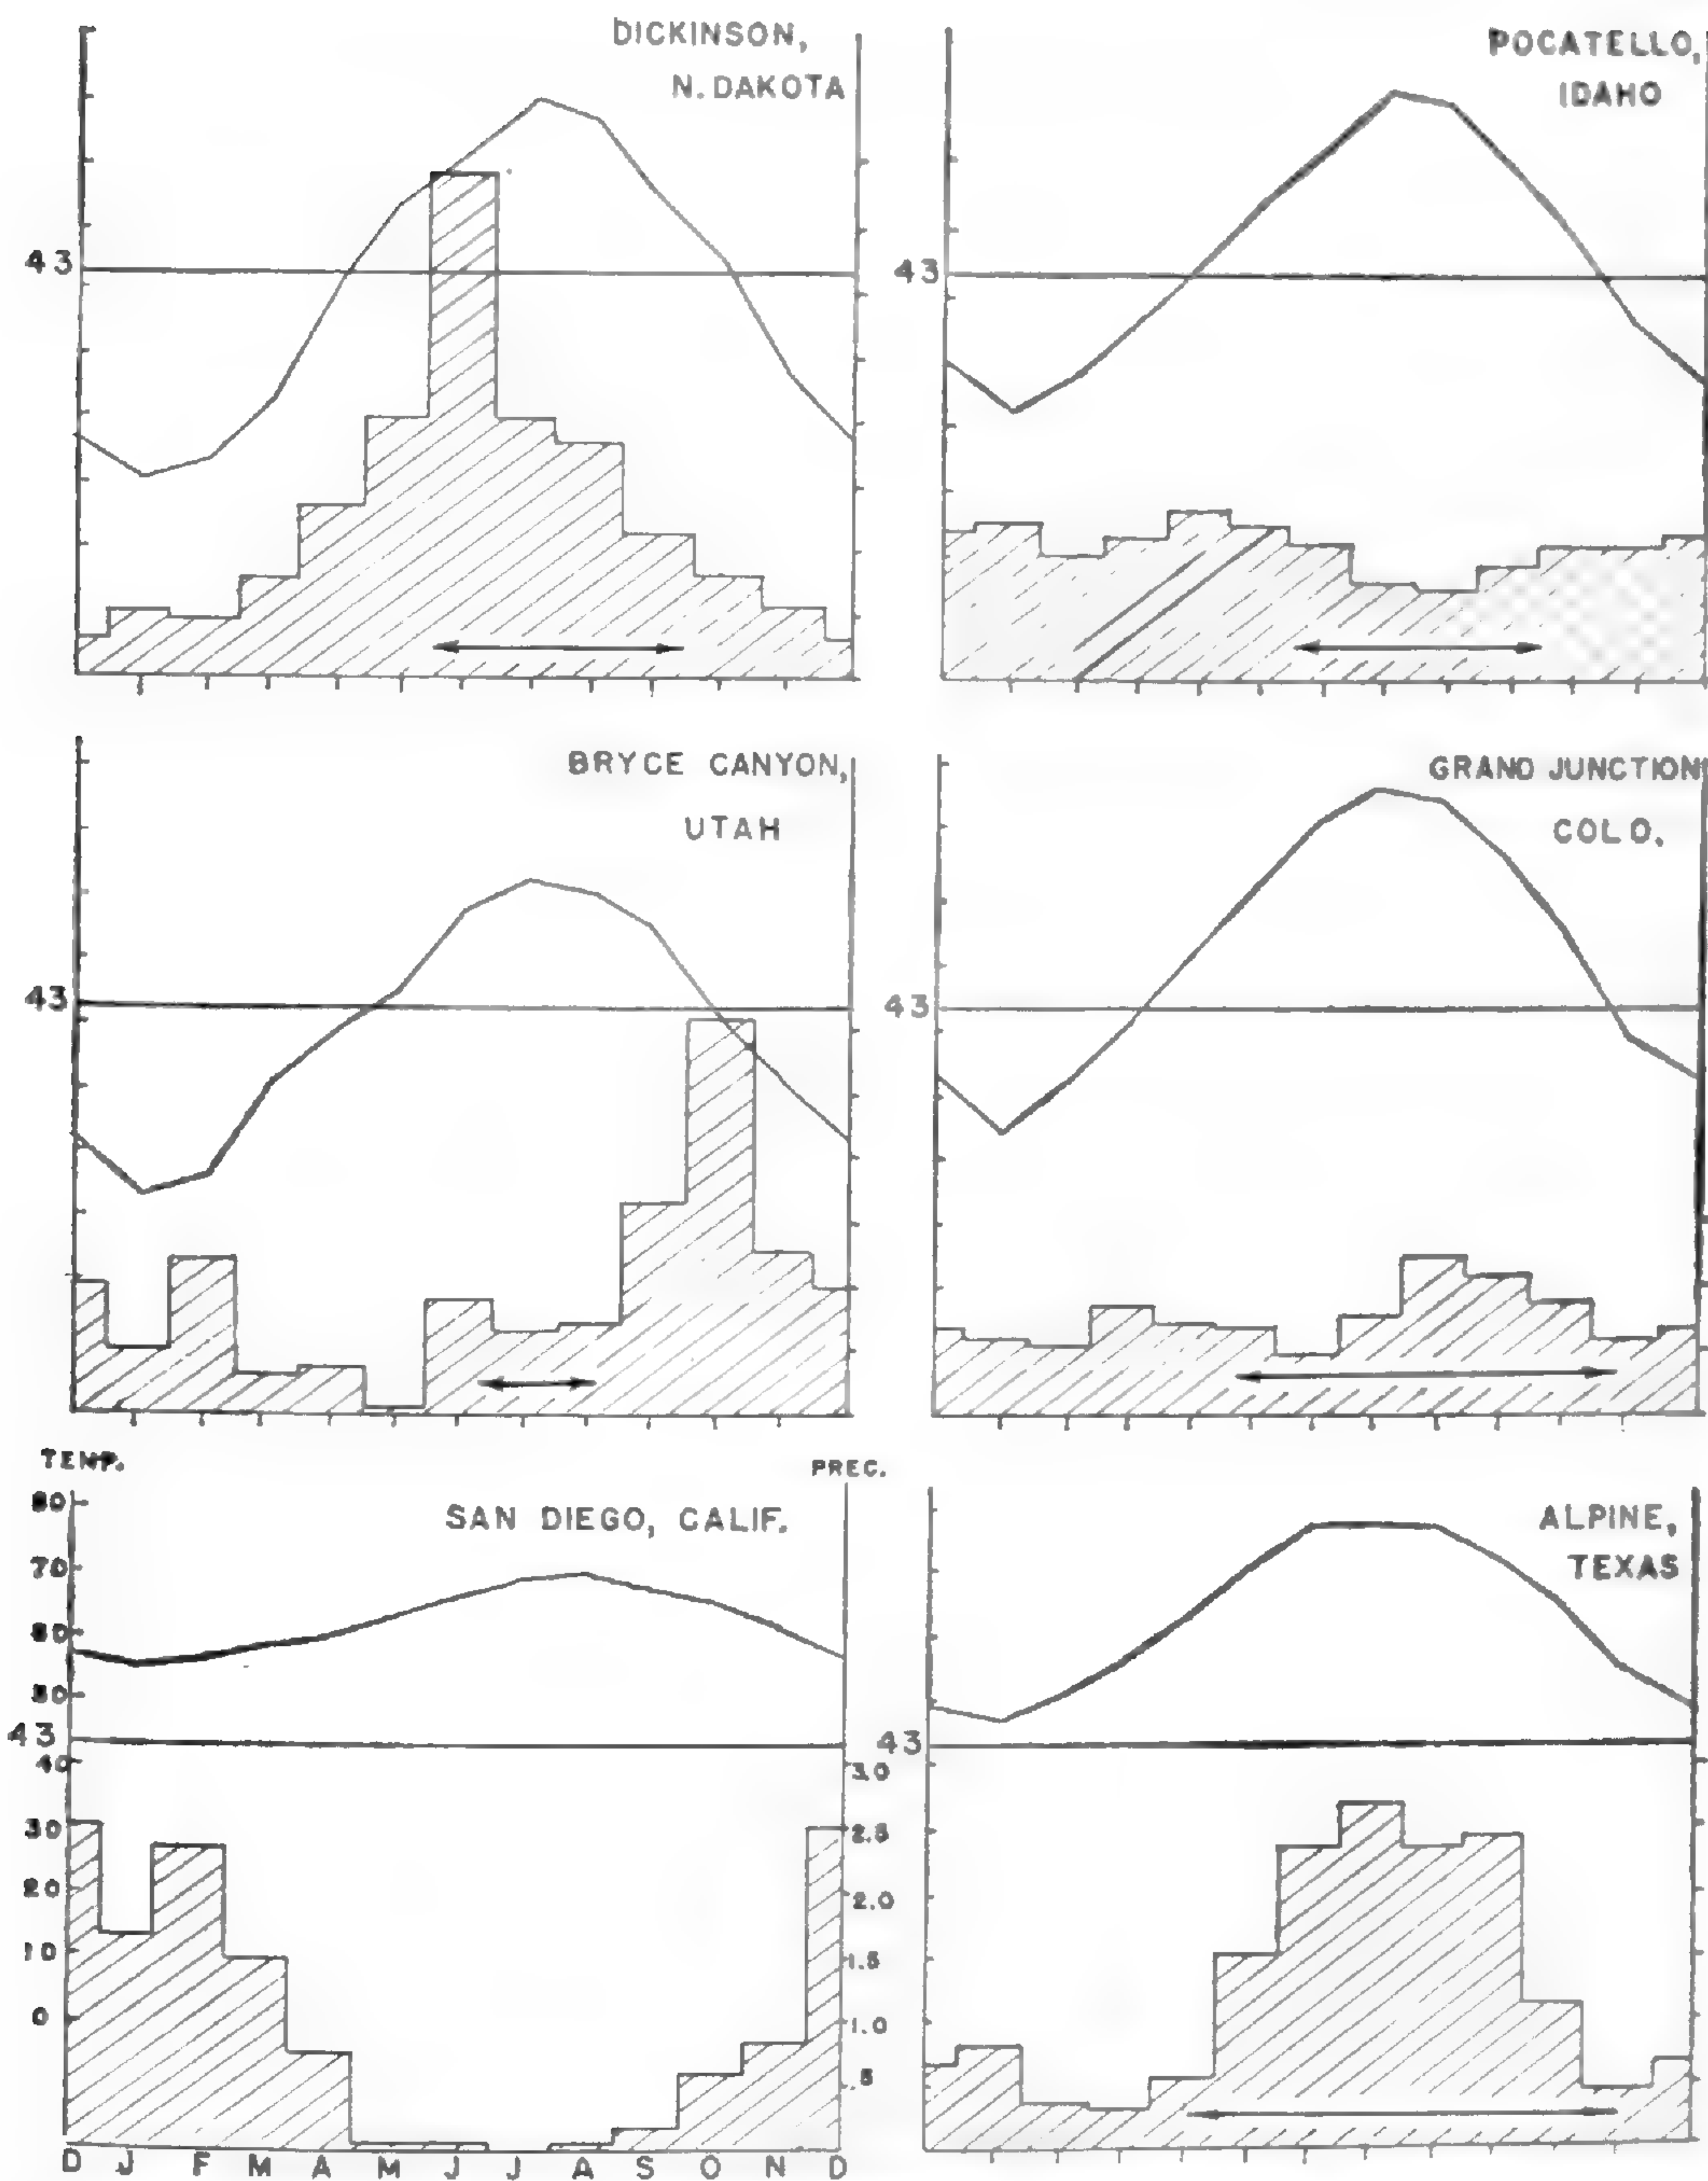 DICKINSON,
N. DAKOTA
43
POCATELLO,
IDAHO
43
BRYCE CANYON,
UTAH
43
GRAND JUNCTION
COLO.
43
TEMP.
PREC.
SAN DIEGO, CALIF.
80
70
60
50
43
40
30
20
10
0
3.0
2.5
2.0
1.5
1.0
.5
D J F M A M J J A S O N D
ALPINE,
TEXAS
43